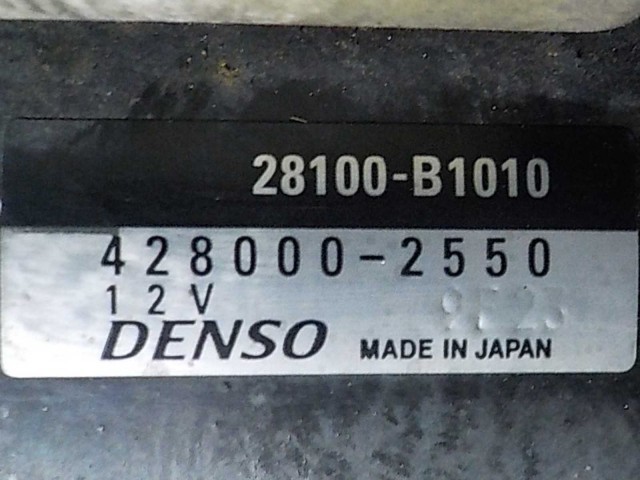 28100-B1010
428000-2550
12V
DENSO MADE IN JAPAN